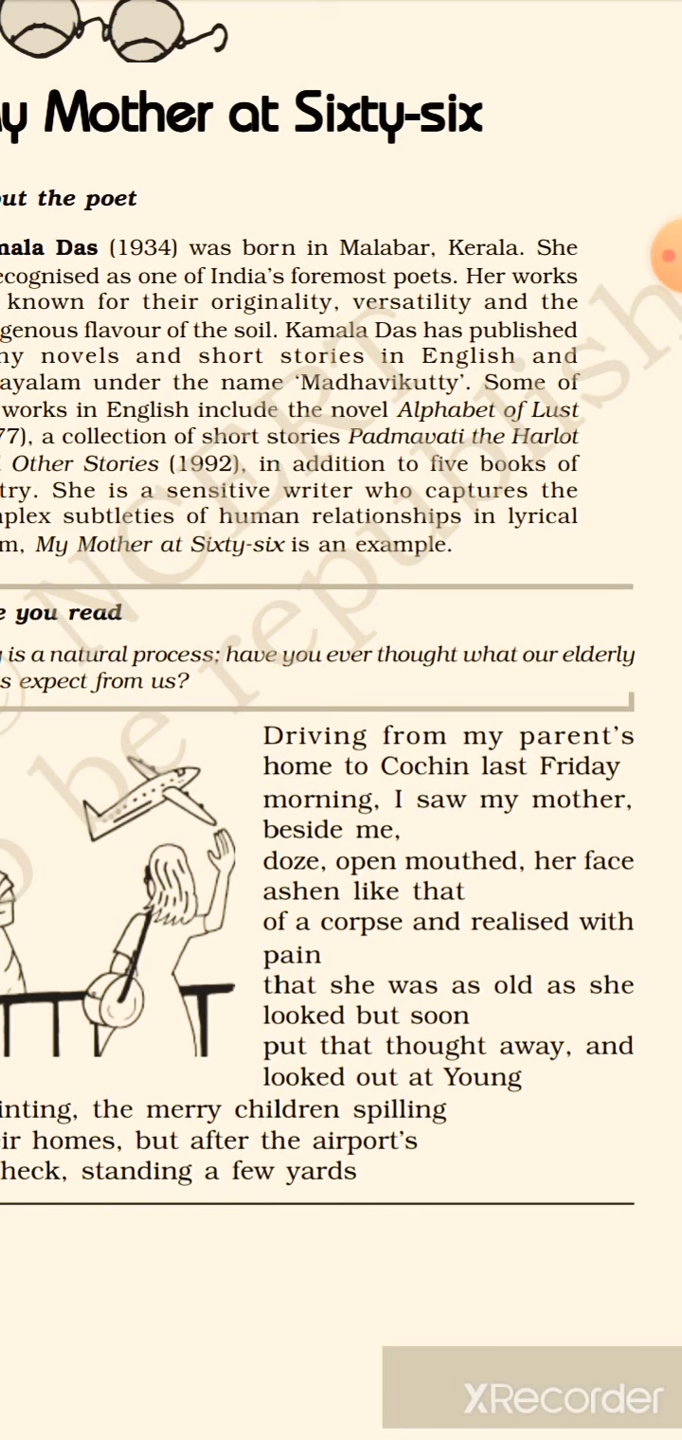 y Mother at Sixty-six
out the poet
mala Das (1934) was born in Malabar, Kerala. She
ecognised as one of India's foremost poets. Her works
known for their originality, versatility and the
genous flavour of the soil. Kamala Das has published
ny novels and short stories in English and
ayalam under the name 'Madhavikutty'. Some of
works in English include the novel Alphabet of Lust
77), a collection of short stories Padmavati the Harlot
Other Stories (1992), in addition to five books of
try. She is a sensitive writer who captures the
plex subtleties of human relationships in lyrical
m, My Mother at Sixty-six is an example.
e you read
is a natural process; have you ever thought what our elderly
s expect from us?
Driving from my parent's
home to Cochin last Friday
morning, I saw my mother,
beside me,
doze, open mouthed, her face
ashen like that
of a corpse and realised with
pain
that she was as old as she
looked but soon
put that thought away, and
looked out at Young
inting, the merry children spilling
eir homes, but after the airport's
heck, standing a few yards
© NCERT
o be republish
XRecorder